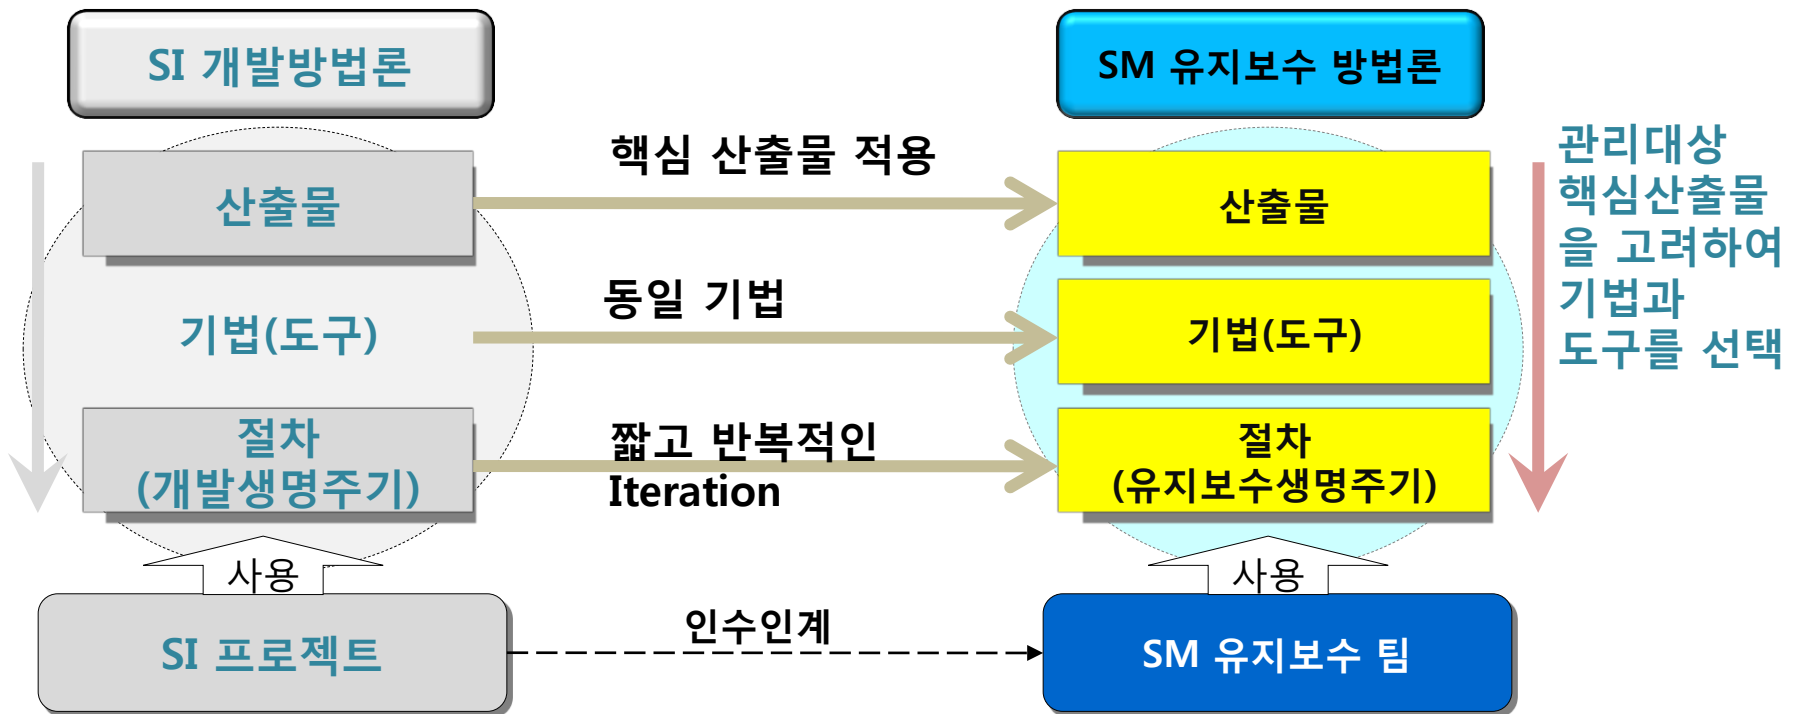 SI 개발방법론
SM 유지보수 방법론
핵심 산출물 적용
산출물
산출물
동일 기법
기법(도구)
기법(도구)
짧고 반복적인
Iteration
절차
(개발생명주기)
절차
(유지보수생명주기)
관리대상
핵심산출물
을 고려하여
기법과
도구를 선택
사용
사용
인수인계
SI 프로젝트
SM 유지보수 팀